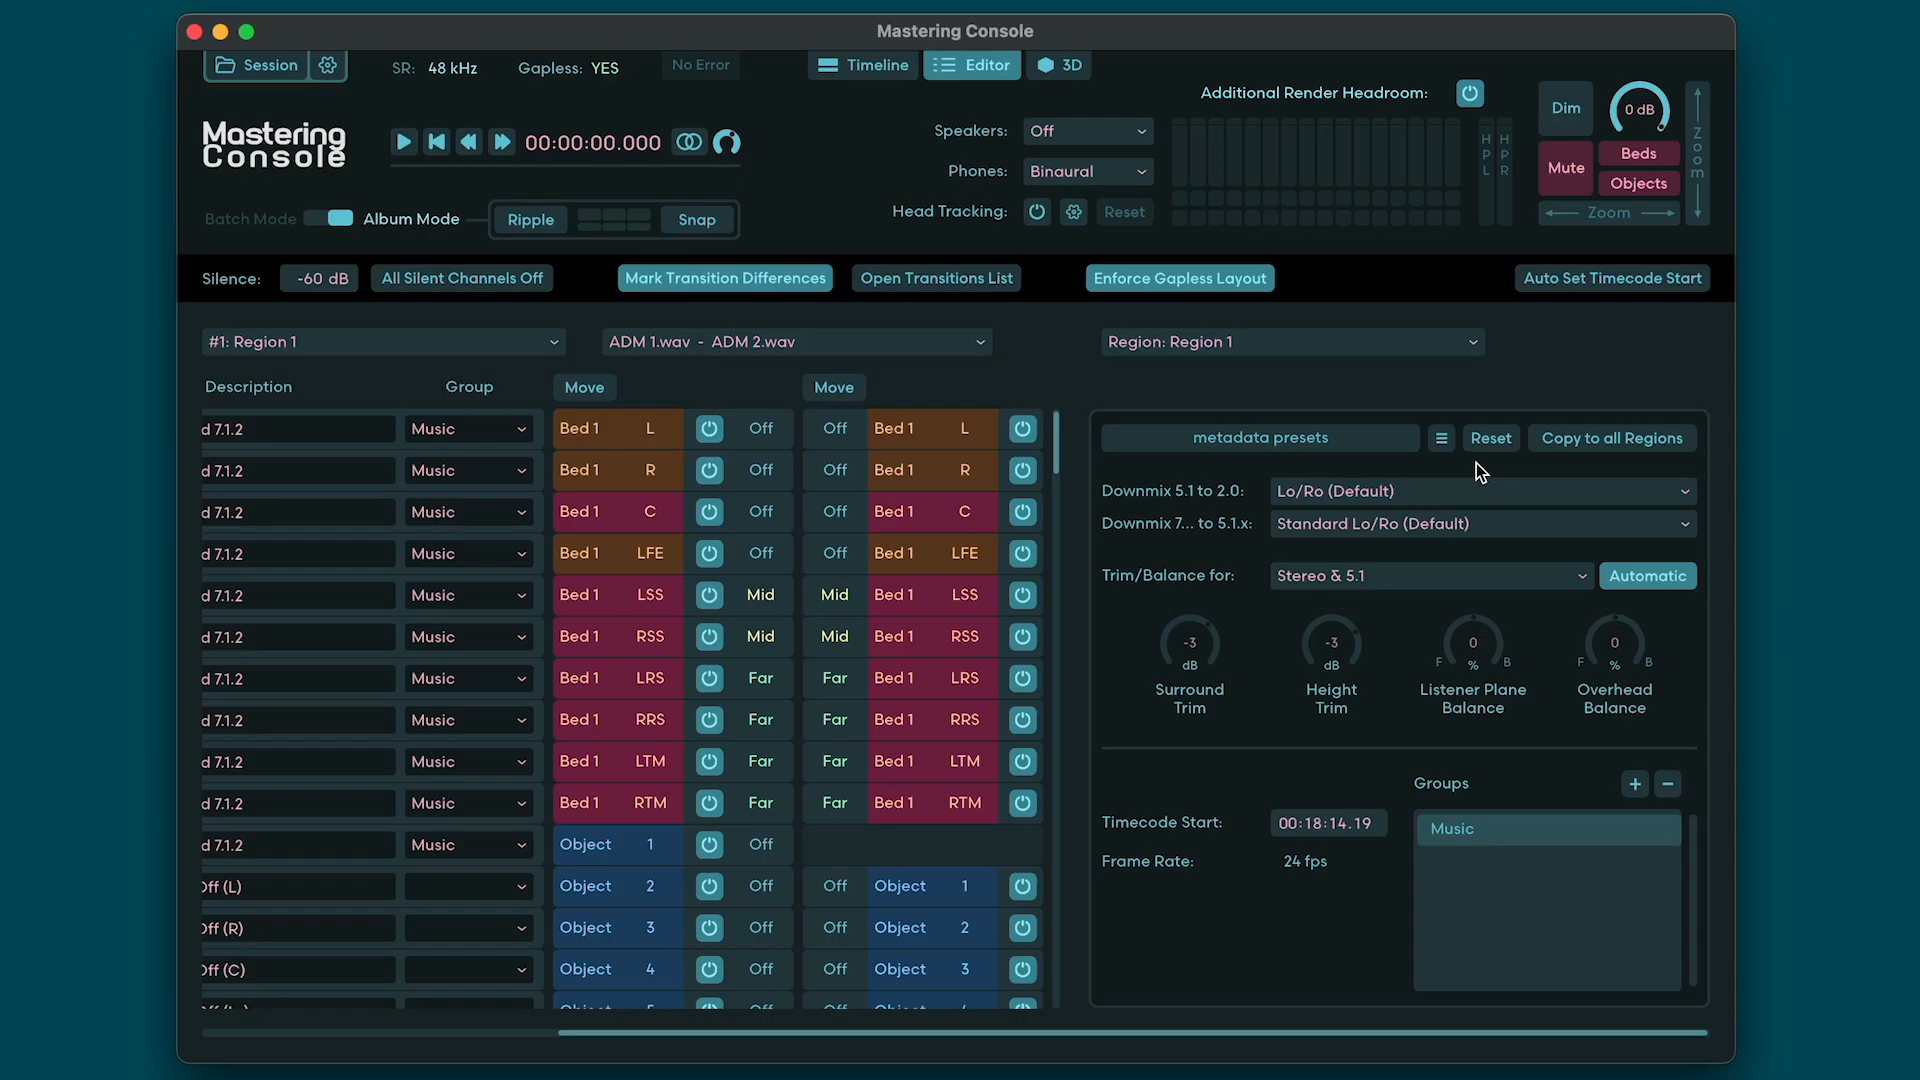 Mastering Console
Session
SR: 48 kHz
Gapless: YES
No Error
Timeline
Editor
3D
Additional Render Headroom:
Mastering
Console
00:00:00.000
Speakers: Off
Phones: Binaural
Head Tracking:
Reset
HPL
HPR
Dim
0 dB
Mute
Beds
Objects
Zoom
Zoom
Batch Mode
Album Mode
Ripple
Snap
Silence: -60 dB
All Silent Channels Off
Mark Transition Differences
Open Transitions List
Enforce Gapless Layout
Auto Set Timecode Start
#1: Region 1
ADM 1.wav - ADM 2.wav
Region: Region 1
Description
Group
Move
Move
d 7.1.2 Music Bed 1 L Off Off Bed 1 L
d 7.1.2 Music Bed 1 R Off Off Bed 1 R
d 7.1.2 Music Bed 1 C Off Off Bed 1 C
d 7.1.2 Music Bed 1 LFE Off Off Bed 1 LFE
d 7.1.2 Music Bed 1 LSS Mid Mid Bed 1 LSS
d 7.1.2 Music Bed 1 RSS Mid Mid Bed 1 RSS
d 7.1.2 Music Bed 1 LRS Far Far Bed 1 LRS
d 7.1.2 Music Bed 1 RRS Far Far Bed 1 RRS
d 7.1.2 Music Bed 1 LTM Far Far Bed 1 LTM
d 7.1.2 Music Bed 1 RTM Far Far Bed 1 RTM
d 7.1.2 Music Object 1 Off
Off (L) Object 2 Off Off Object 1
Off (R) Object 3 Off Off Object 2
Off (C) Object 4 Off Off Object 3
metadata presets
Reset
Copy to all Regions
Downmix 5.1 to 2.0: Lo/Ro (Default)
Downmix 7... to 5.1.x: Standard Lo/Ro (Default)
Trim/Balance for: Stereo & 5.1
Automatic
-3 dB
Surround Trim
-3 dB
Height Trim
F 0 % B
Listener Plane Balance
F 0 % B
Overhead Balance
Groups
+
-
Music
Timecode Start: 00:18:14.19
Frame Rate: 24 fps